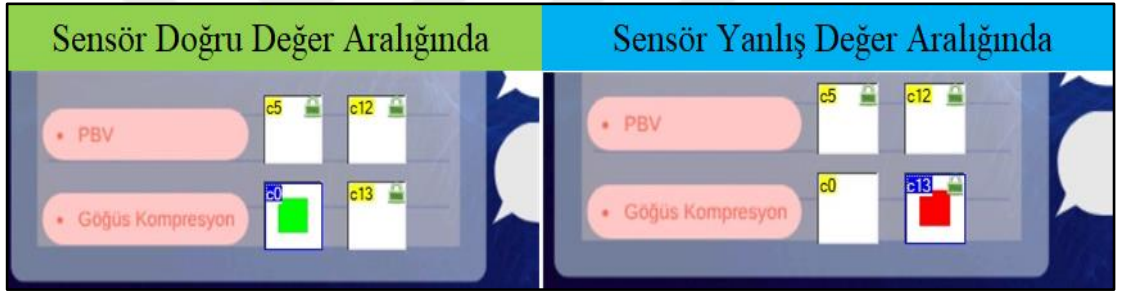 Sensör Doğru Değer Aralığında
• PBV
c5
c12
• Göğüs Kompresyon
c0
c13
Sensör Yanlış Değer Aralığında
• PBV
c5
c12
• Göğüs Kompresyon
c0
c13